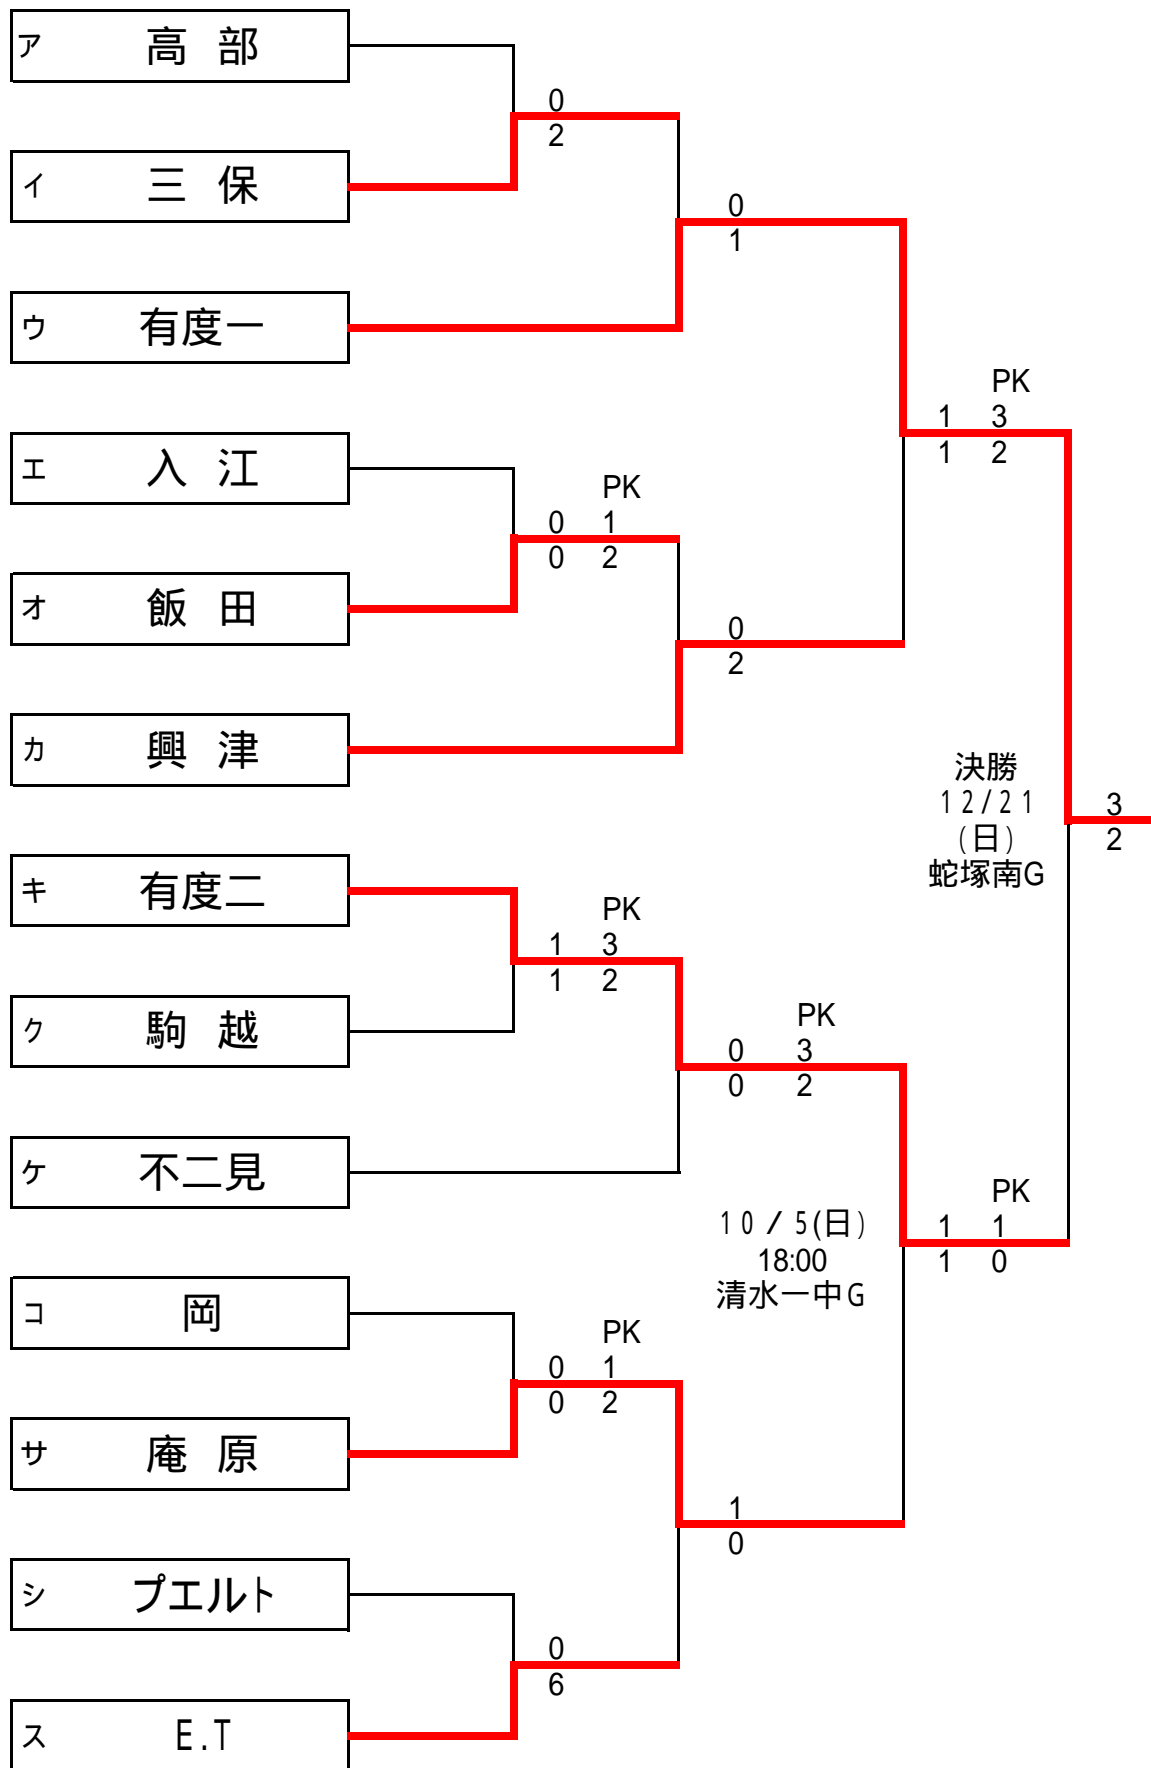 ア 高 部
0
2
イ 三 保
0
1
ウ 有度一
PK
1 3
1 2
エ 入 江
PK
0 1
0 2
オ 飯 田
0
2
カ 興 津
決勝
12/21
(日)
蛇塚南G
3
2
キ 有度二
PK
1 3
1 2
ク 駒 越
PK
0 3
0 2
ケ 不二見
PK
1 1
1 0
10/5(日)
18:00
清水一中G
コ 岡
PK
0 1
0 2
サ 庵 原
1
0
シ プエルト
0
6
ス E.T